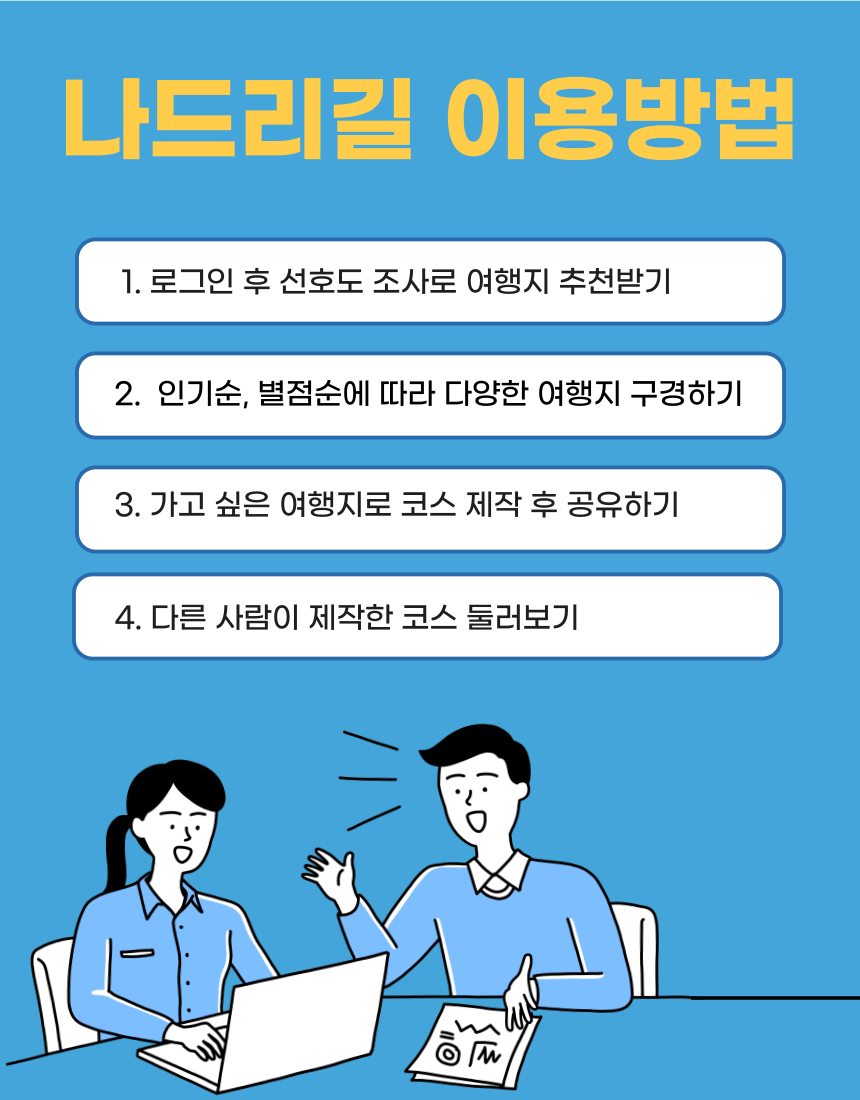 나드리길 이용방법
1. 로그인 후 선호도 조사로 여행지 추천받기
2. 인기순, 별점순에 따라 다양한 여행지 구경하기
3. 가고 싶은 여행지로 코스 제작 후 공유하기
4. 다른 사람이 제작한 코스 둘러보기